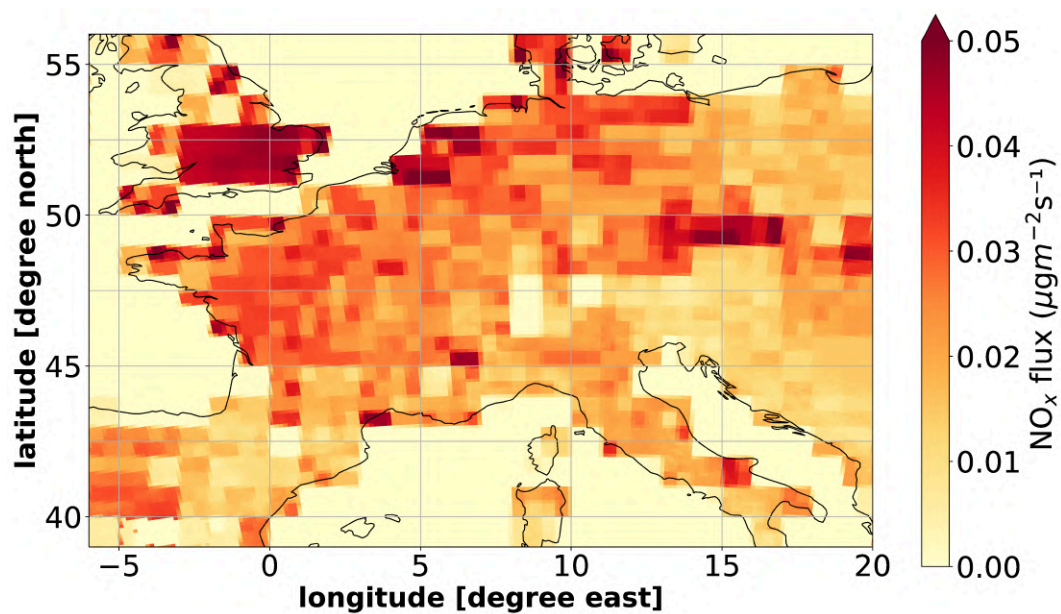 55
50
45
40
latitude [degree north]
−5 0 5 10 15 20
longitude [degree east]
0.05
0.04
0.03
0.02
0.01
0.00
NOₓ flux (μgm⁻²s⁻¹)